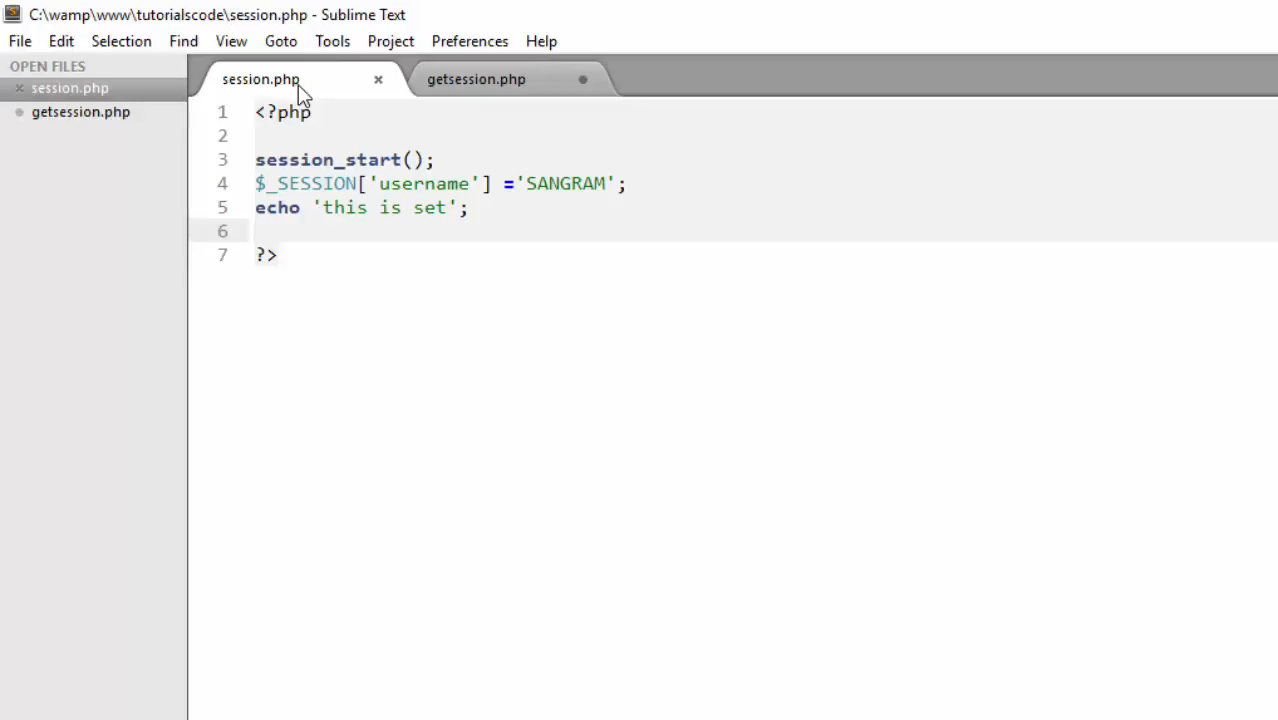 C:\wamp\www\tutorialscode\session.php - Sublime Text
File Edit Selection Find View Goto Tools Project Preferences Help
OPEN FILES
session.php
getsession.php
session.php getsession.php
1 <?php
2
3 session_start();
4 $_SESSION['username'] ='SANGRAM';
5 echo 'this is set';
6
7 ?>